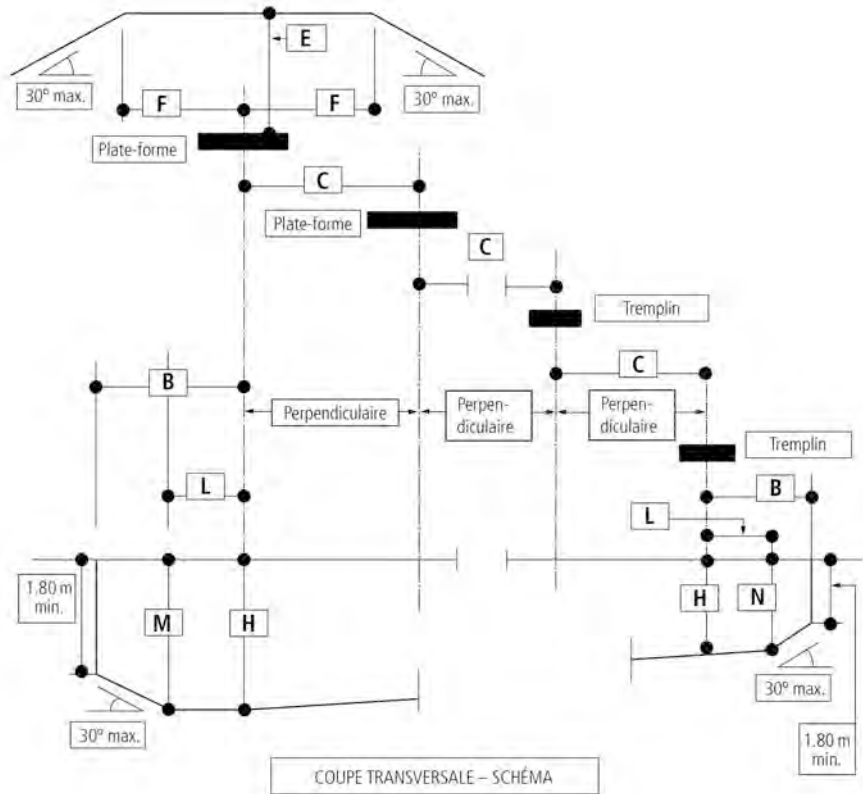 E
30° max.
F
F
30° max.
Plate-forme
C
Plate-forme
C
Tremplin
B
C
Perpendiculaire
Perpen-
diculaire
Perpen-
diculaire
Tremplin
L
B
L
1.80 m
min.
M
H
H
N
30° max.
30° max.
1.80 m
min.
COUPE TRANSVERSALE – SCHÉMA